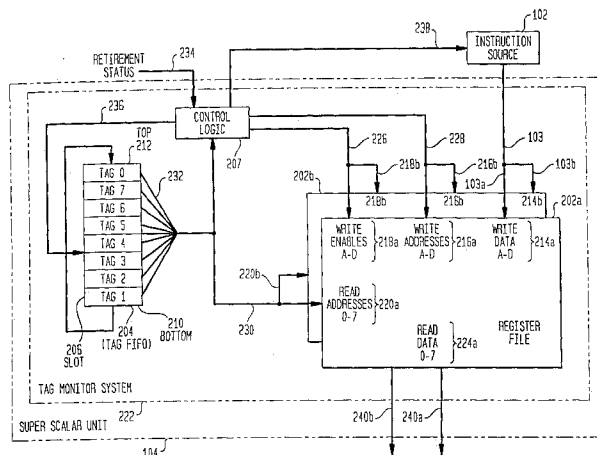 238
102
RETIREMENT
STATUS
234
INSTRUCTION
SOURCE
236
CONTROL
LOGIC
207
TOP
212
226
228
103
218b
216b
103b
202b
218b
216b
103a
214b
202a
232
TAG 0
TAG 7
TAG 6
TAG 5
TAG 4
TAG 3
TAG 2
TAG 1
WRITE
ENABLES
A-D
218a
WRITE
ADDRESSES
A-D
216a
WRITE
DATA
A-D
214a
220b
READ
ADDRESSES
0-7
220a
230
206
SLOT
204
(TAG FIFO)
210
BOTTOM
READ
DATA
0-7
224a
REGISTER
FILE
TAG MONITOR SYSTEM
222
240b
240a
SUPER SCALAR UNIT
104